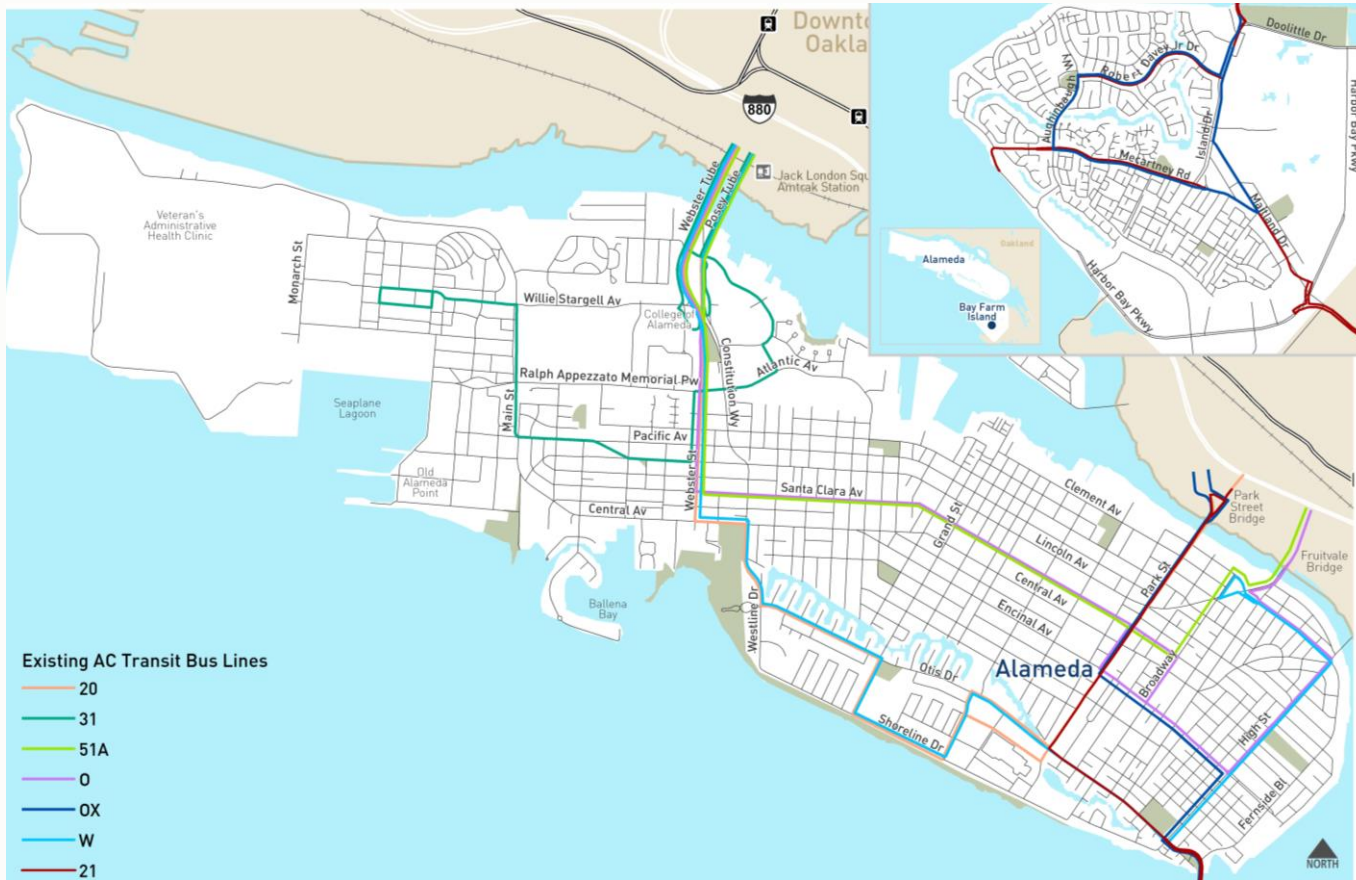 Downto
Oakla
880
Jack London Squ
Amtrak Station
Webster Tube
Posey Tube
Veteran's
Administrative
Health Clinic
Monarch St
Willie Stargell Av
College of
Alameda
Constitution Wy
Atlantic Av
Ralph Appezzato Memorial Pw
Seaplane
Lagoon
Main St
Pacific Av
Webster St
Old
Alameda
Point
Central Av
Santa Clara Av
Grand St
Clement Av
Lincoln Av
Central Av
Encinal Av
Park St
Park
Street
Bridge
Fruitvale
Bridge
Ballena
Bay
Westline Dr
Otis Dr
Shoreline Dr
Alameda
Broadway
High St
Fernside Bl
Doolittle Dr
Harbor Bay Pkwy
Robert Davey Jr Dr
Aughinbaugh Wy
Island Dr
Mecartney Rd
Maitland Dr
Harbor Bay Pkwy
Oakland
Alameda
Bay Farm
Island
Existing AC Transit Bus Lines
20
31
51A
O
OX
W
21
NORTH